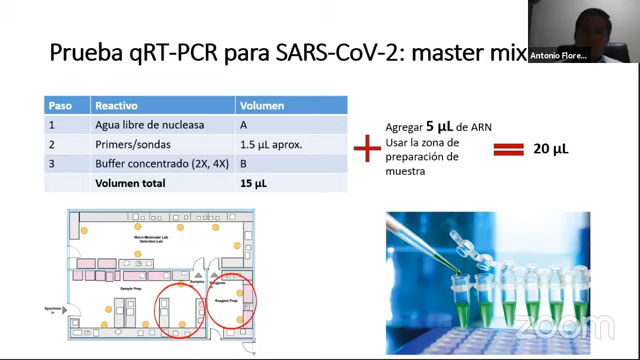 Prueba qRT-PCR para SARS-CoV-2: master mix
Antonio Flore...
Paso Reactivo Volumen
1 Agua libre de nucleasa A
2 Primers/sondas 1.5 µL aprox.
3 Buffer concentrado (2X, 4X) B
Volumen total 15 µL
Agregar 5 µL de ARN
Usar la zona de
preparación de
muestra
20 µL
Micro-Molecular Lab
Detection Lab
Sample Prep
Reagent Prep
Specimen
in
zoom